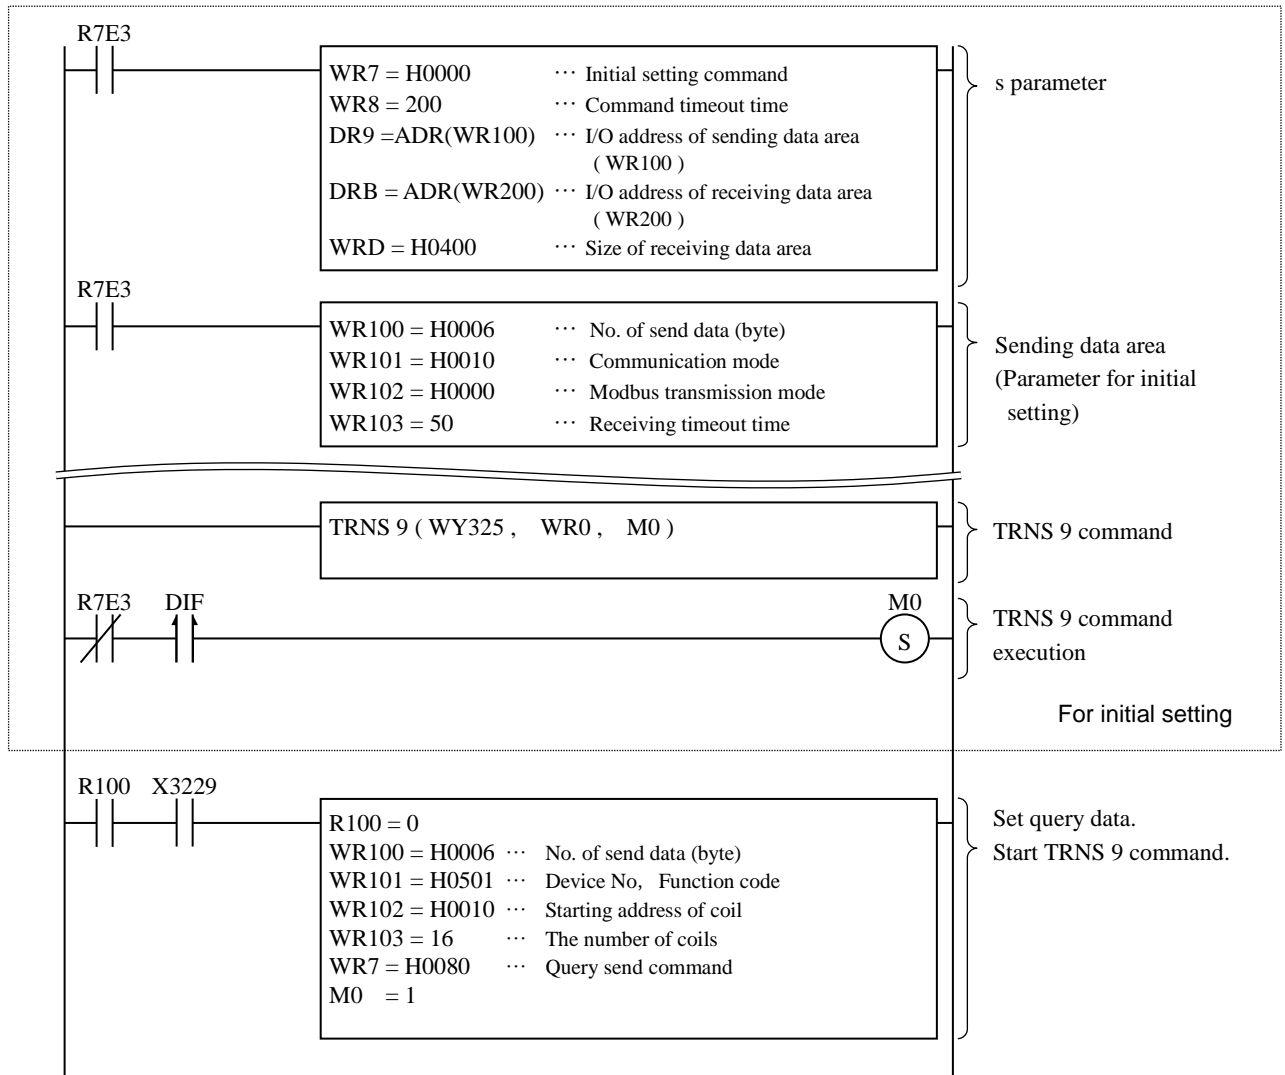 R7E3
WR7 = H0000 ··· Initial setting command
WR8 = 200 ··· Command timeout time
DR9 =ADR(WR100) ··· I/O address of sending data area
( WR100 )
DRB = ADR(WR200) ··· I/O address of receiving data area
( WR200 )
WRD = H0400 ··· Size of receiving data area
s parameter
R7E3
WR100 = H0006 ··· No. of send data (byte)
WR101 = H0010 ··· Communication mode
WR102 = H0000 ··· Modbus transmission mode
WR103 = 50 ··· Receiving timeout time
Sending data area
(Parameter for initial
setting)
TRNS 9 ( WY325 , WR0 , M0 )
TRNS 9 command
R7E3 DIF M0
S
TRNS 9 command
execution
For initial setting
R100 X3229
R100 = 0
WR100 = H0006 ··· No. of send data (byte)
WR101 = H0501 ··· Device No, Function code
WR102 = H0010 ··· Starting address of coil
WR103 = 16 ··· The number of coils
WR7 = H0080 ··· Query send command
M0 = 1
Set query data.
Start TRNS 9 command.